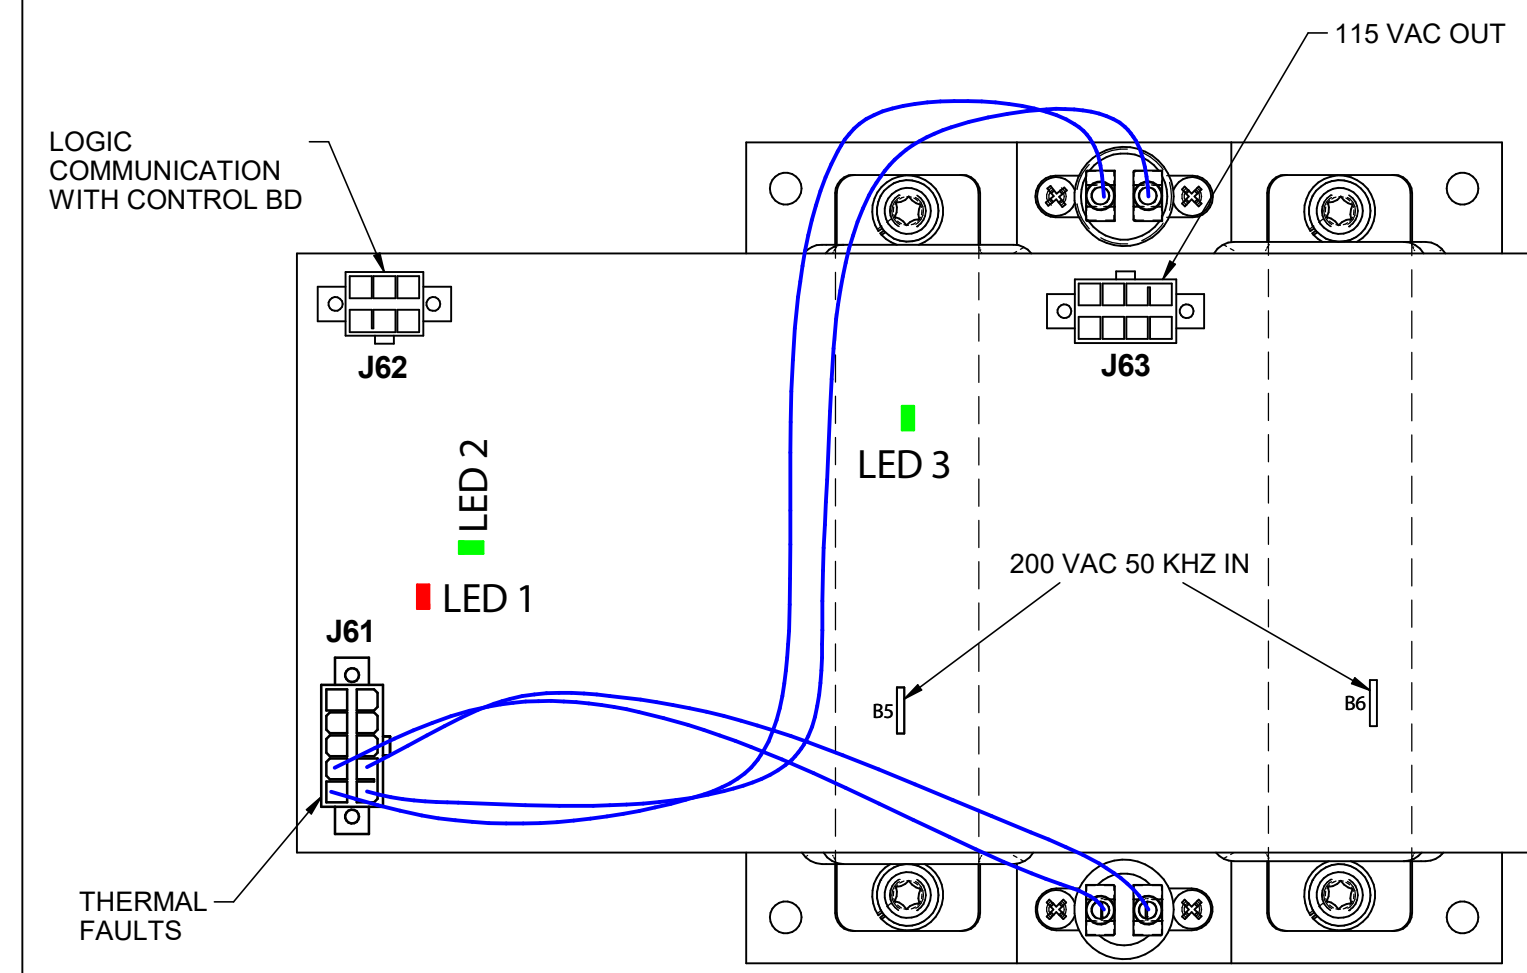 115 VAC OUT
LOGIC
COMMUNICATION
WITH CONTROL BD
J62
J63
LED 2
LED 3
LED 1
200 VAC 50 KHZ IN
J61
B5
B6
THERMAL
FAULTS